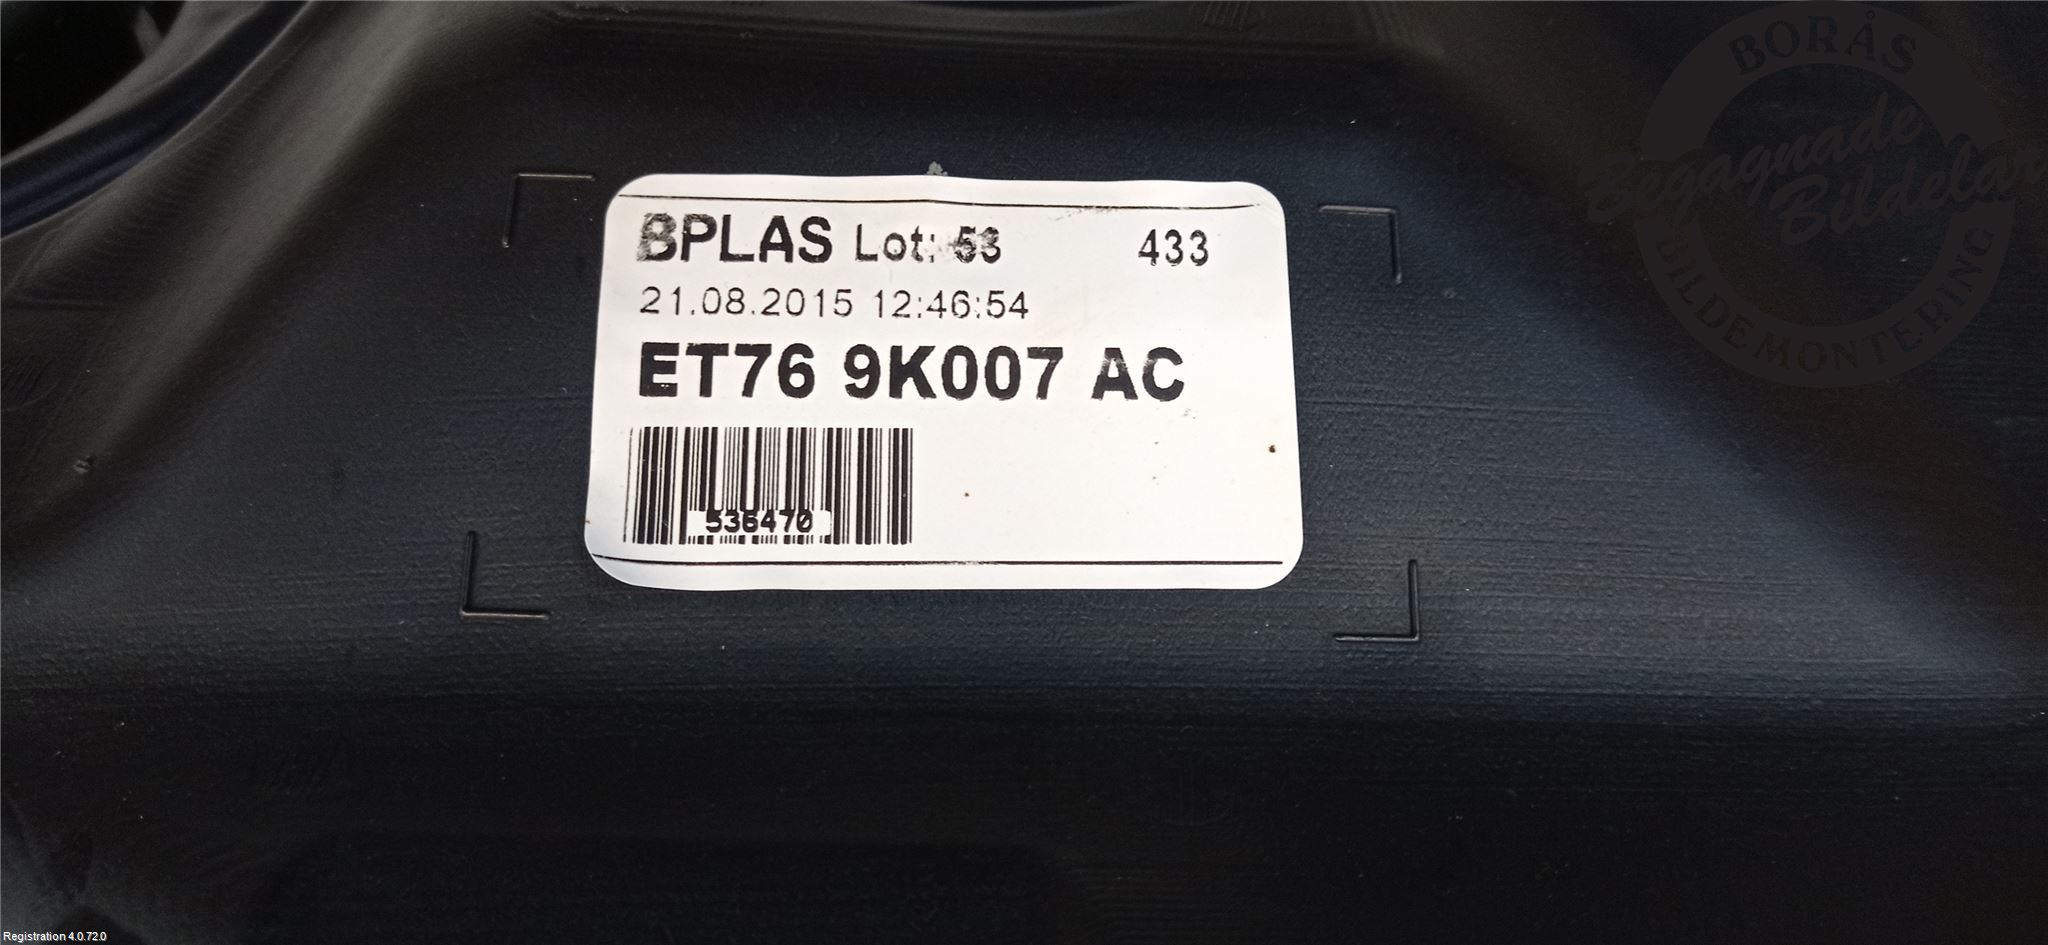 BORÅS
Begagnade
Bildelar
BILDEMONTERING
BPLAS Lot: 53 433
21.08.2015 12:46:54
ET76 9K007 AC
536470
Registration 4.0.72.0